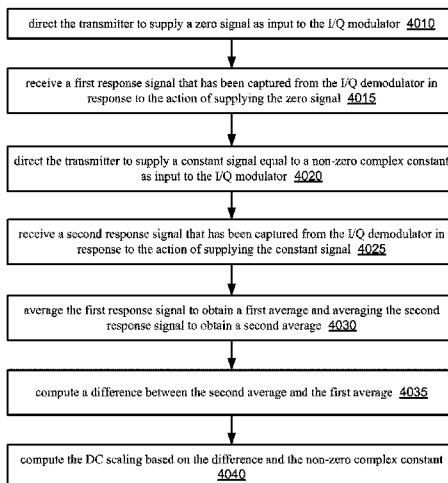 direct the transmitter to supply a zero signal as input to the I/Q modulator 4010
receive a first response signal that has been captured from the I/Q demodulator in
response to the action of supplying the zero signal 4015
direct the transmitter to supply a constant signal equal to a non-zero complex constant
as input to the I/Q modulator 4020
receive a second response signal that has been captured from the I/Q demodulator in
response to the action of supplying the constant signal 4025
average the first response signal to obtain a first average and averaging the second
response signal to obtain a second average 4030
compute a difference between the second average and the first average 4035
compute the DC scaling based on the difference and the non-zero complex constant
4040